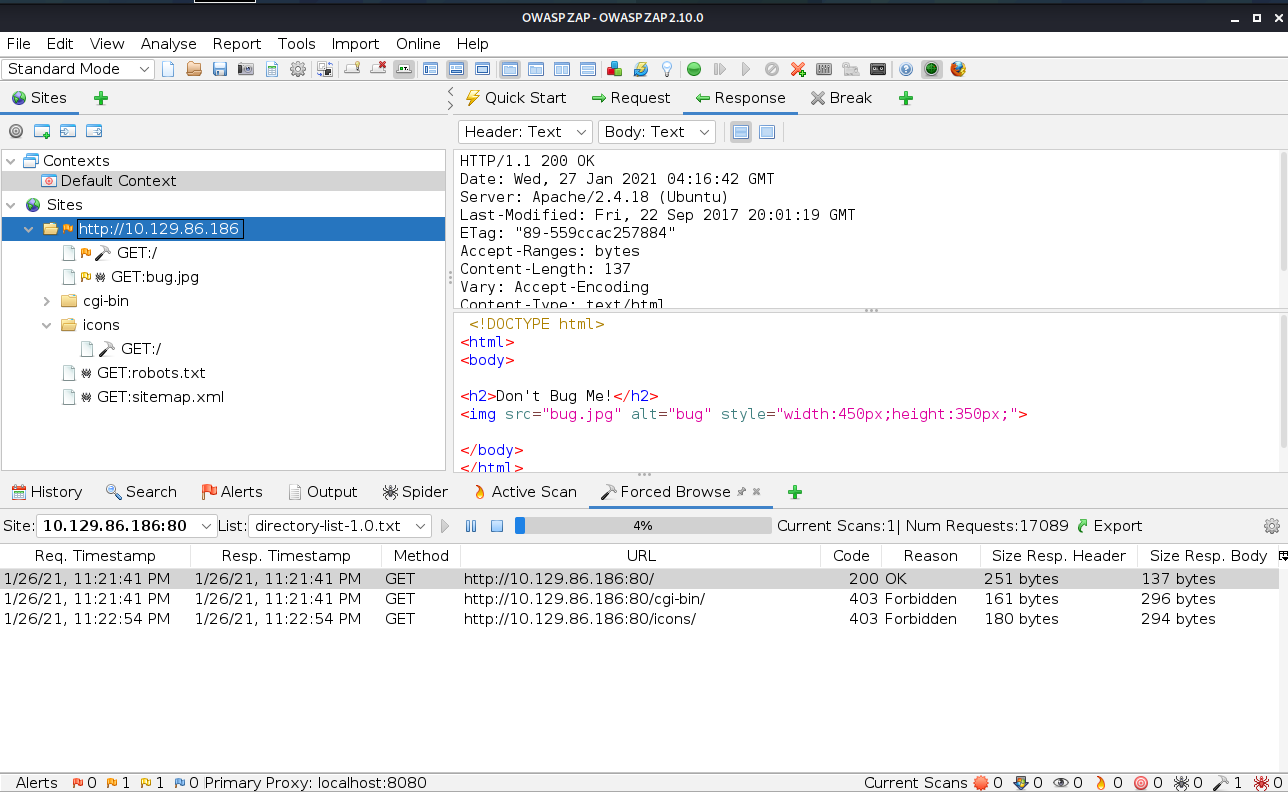 OWASP ZAP - OWASP ZAP 2.10.0
File Edit View Analyse Report Tools Import Online Help
Standard Mode
Sites
Quick Start Request Response Break
Header: Text Body: Text
Contexts
Default Context
Sites
http://10.129.86.186
GET:/
GET:bug.jpg
cgi-bin
icons
GET:/
GET:robots.txt
GET:sitemap.xml
HTTP/1.1 200 OK
Date: Wed, 27 Jan 2021 04:16:42 GMT
Server: Apache/2.4.18 (Ubuntu)
Last-Modified: Fri, 22 Sep 2017 20:01:19 GMT
ETag: "89-559ccac257884"
Accept-Ranges: bytes
Content-Length: 137
Vary: Accept-Encoding
Content-Type: text/html
<!DOCTYPE html>
<html>
<body>
<h2>Don't Bug Me!</h2>
<img src="bug.jpg" alt="bug" style="width:450px;height:350px;">
</body>
</html>
History Search Alerts Output Spider Active Scan Forced Browse
Site: 10.129.86.186:80 List: directory-list-1.0.txt 4% Current Scans:1| Num Requests:17089 Export
Req. Timestamp Resp. Timestamp Method URL Code Reason Size Resp. Header Size Resp. Body
1/26/21, 11:21:41 PM 1/26/21, 11:21:41 PM GET http://10.129.86.186:80/ 200 OK 251 bytes 137 bytes
1/26/21, 11:21:41 PM 1/26/21, 11:21:41 PM GET http://10.129.86.186:80/cgi-bin/ 403 Forbidden 161 bytes 296 bytes
1/26/21, 11:22:54 PM 1/26/21, 11:22:54 PM GET http://10.129.86.186:80/icons/ 403 Forbidden 180 bytes 294 bytes
Alerts 0 1 1 0 Primary Proxy: localhost:8080 Current Scans 0 0 0 0 0 0 1 0